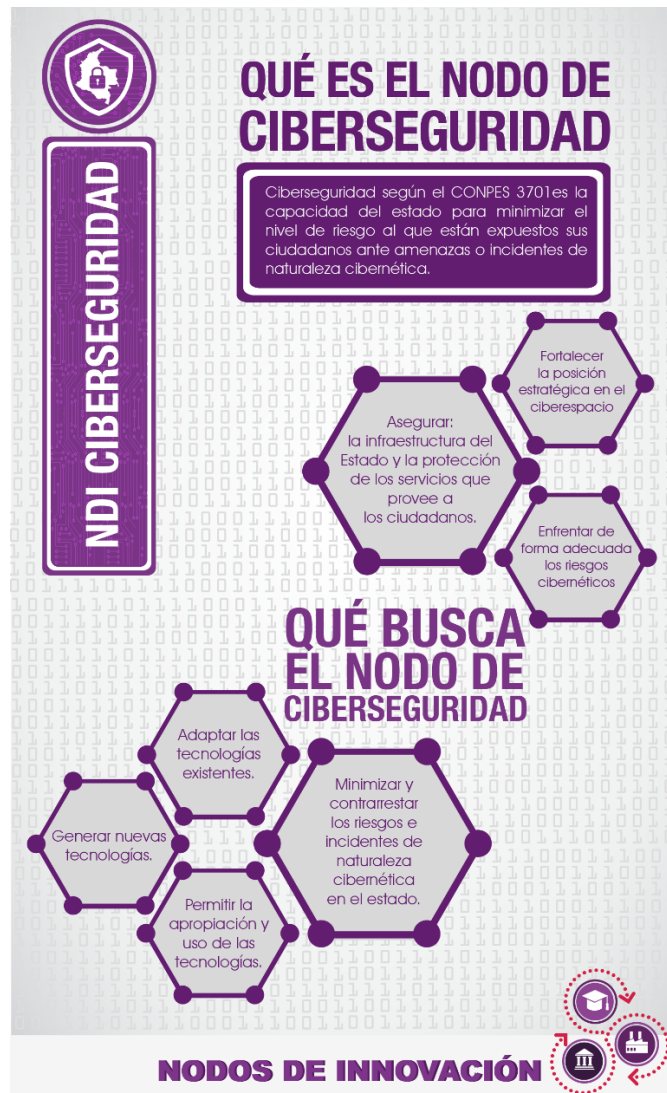 NDI CIBERSEGURIDAD
QUÉ ES EL NODO DE
CIBERSEGURIDAD
Ciberseguridad según el CONPES 3701es la
capacidad del estado para minimizar el
nivel de riesgo al que están expuestos sus
ciudadanos ante amenazas o incidentes de
naturaleza cibernética.
Fortalecer
la posición
estratégica en el
ciberespacio
Asegurar:
la infraestructura del
Estado y la protección
de los servicios que
provee a
los ciudadanos.
Enfrentar de
forma adecuada
los riesgos
cibernéticos
QUÉ BUSCA
EL NODO DE
CIBERSEGURIDAD
Adaptar las
tecnologías
existentes.
Minimizar y
contrarrestar
los riesgos e
incidentes de
naturaleza
cibernética
en el estado.
Generar nuevas
tecnologías.
Permitir la
apropiación y
uso de las
tecnologías.
NODOS DE INNOVACIÓN